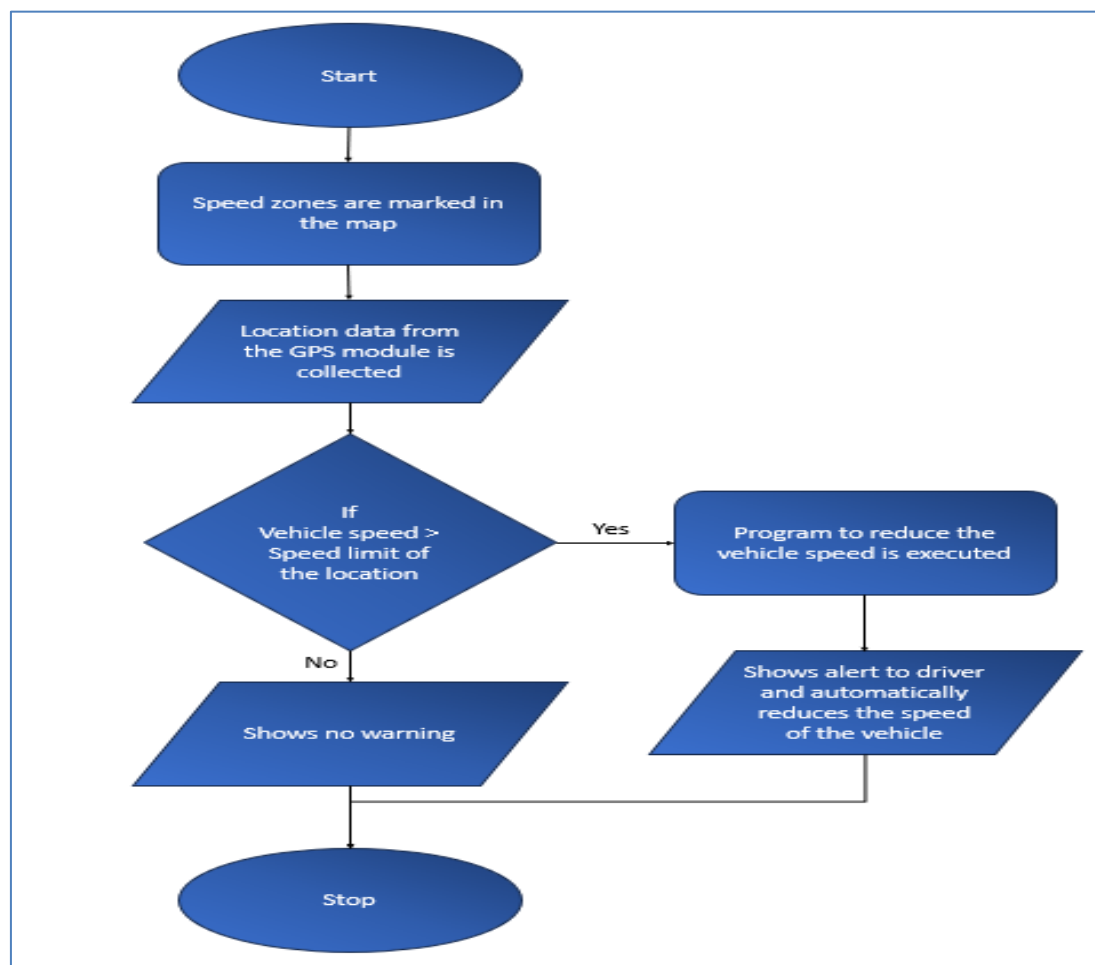 Start
Speed zones are marked in
the map
Location data from
the GPS module is
collected
If
Vehicle speed >
Speed limit of
the location
Yes
Program to reduce the
vehicle speed is executed
No
Shows no warning
Shows alert to driver
and automatically
reduces the speed
of the vehicle
Stop